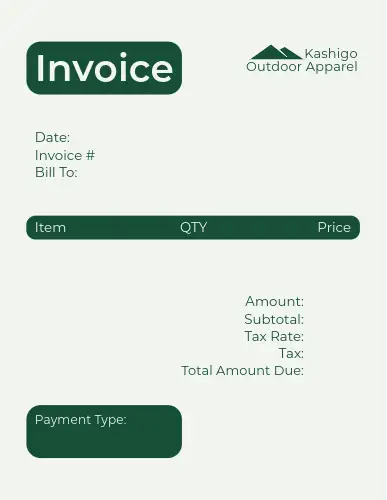 Invoice
Kashigo
Outdoor Apparel
Date:
Invoice #
Bill To:
Item QTY Price
Amount:
Subtotal:
Tax Rate:
Tax:
Total Amount Due:
Payment Type: